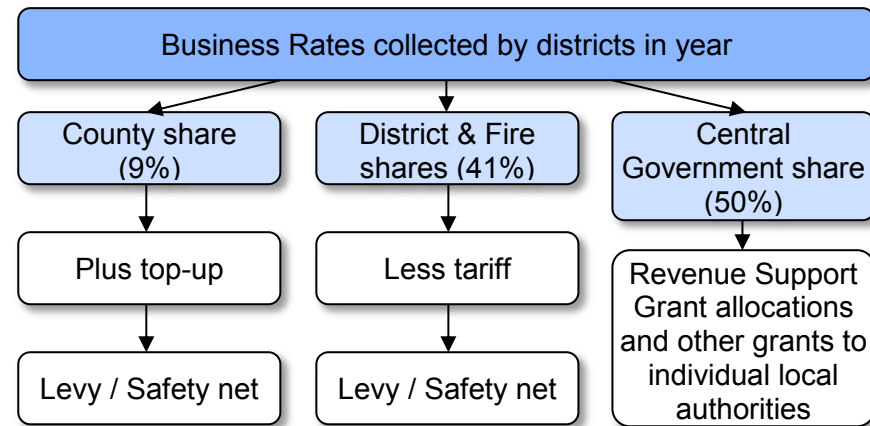 Business Rates collected by districts in year
County share
(9%)
District & Fire
shares (41%)
Central
Government share
(50%)
Plus top-up
Less tariff
Revenue Support
Grant allocations
and other grants to
individual local
authorities
Levy / Safety net
Levy / Safety net